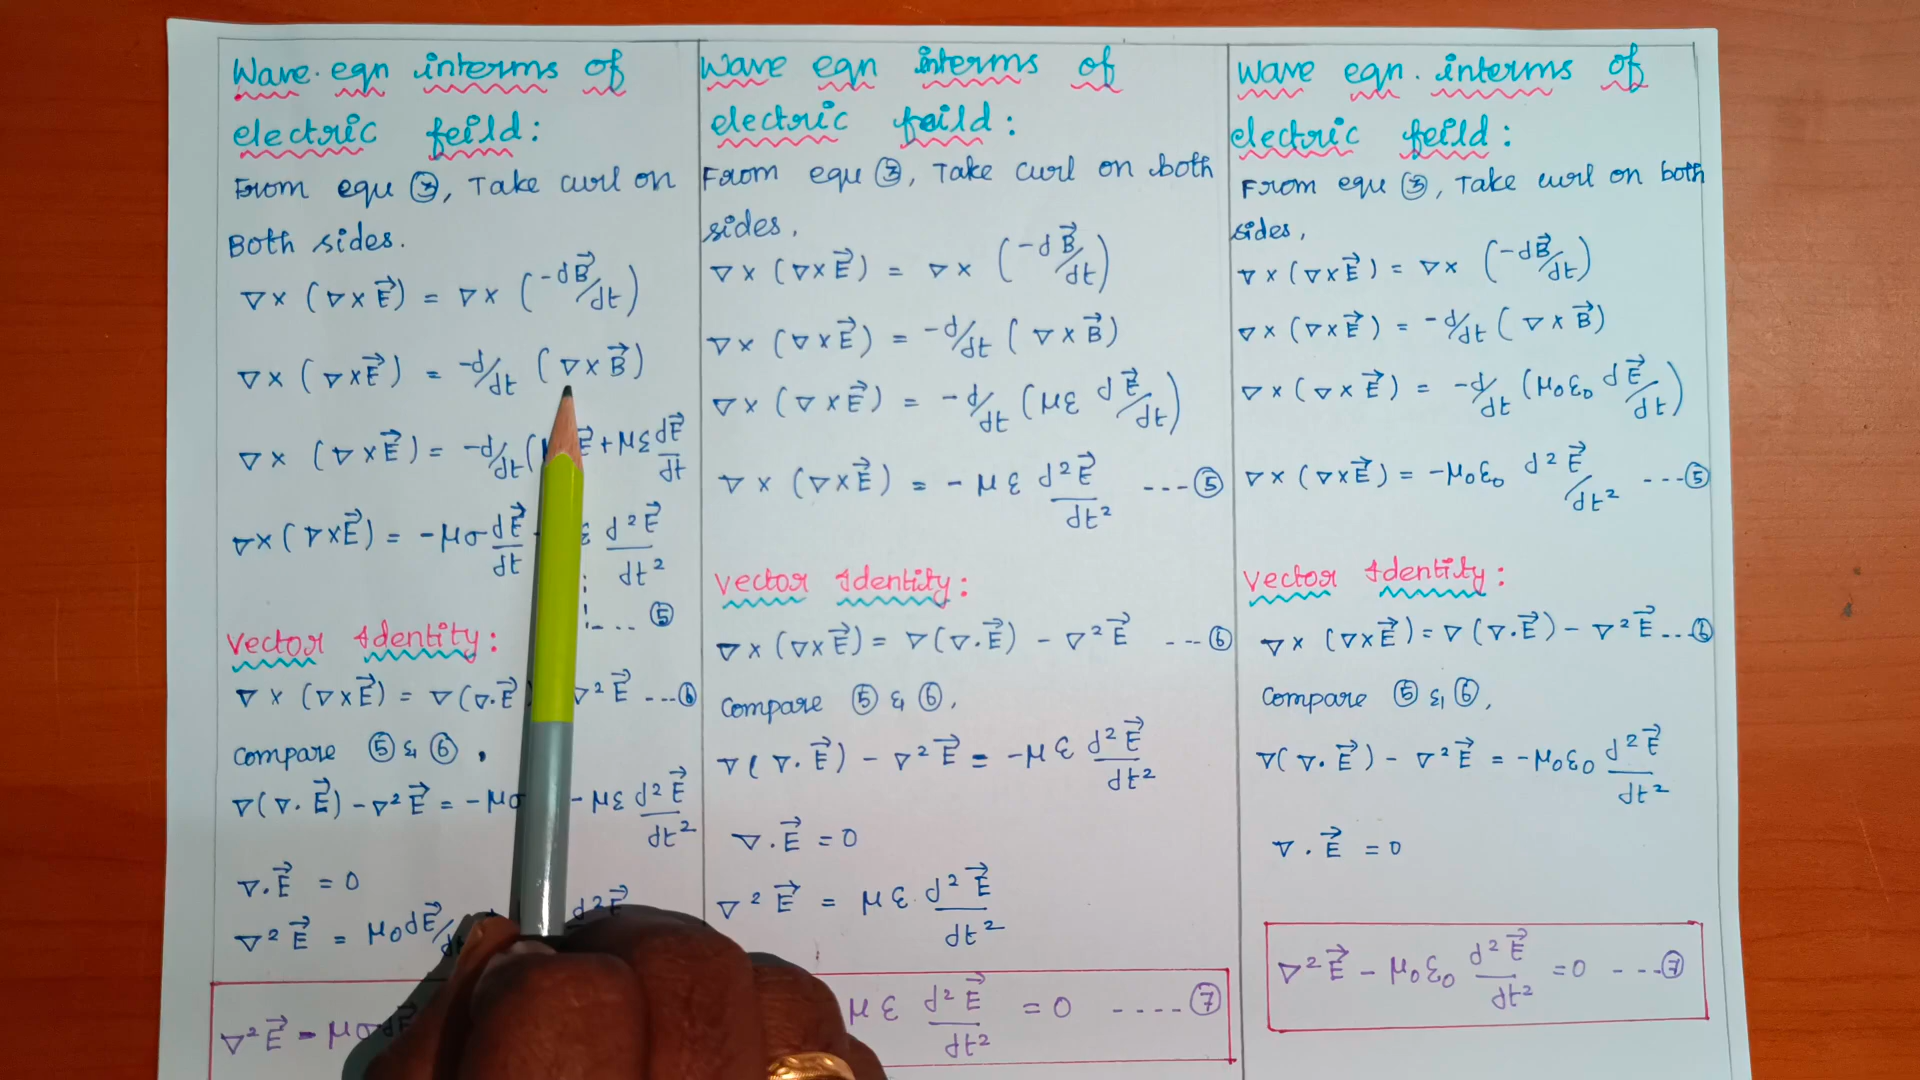 Wave. eqn interms of
electric feild:
From equ ③, Take curl on
Both sides.
∇ × (∇×E⃗) = ∇× (-dB⃗/dt)
∇ × (∇×E⃗) = -d/dt (∇×B⃗)
∇ × (∇×E⃗) = -d/dt ( E⃗ + με dE⃗/dt
∇× (∇×E⃗) = -μσ dE⃗/dt ε d²E⃗/dt²
--- ⑤
Vector Identity:
∇ × (∇×E⃗) = ∇(∇.E⃗ ∇²E⃗ --- ⑥
Compare ⑤ & ⑥,
∇(∇.E⃗) - ∇²E⃗ = -μσ - με d²E⃗/dt²
∇.E⃗ = 0
∇²E⃗ = μσ dE⃗/ d²E⃗
∇²E⃗ - μσ dE⃗
Wave eqn interms of
electric feild:
From equ ③, Take curl on both
sides,
∇ × (∇×E⃗) = ∇× (-dB⃗/dt)
∇ × (∇×E⃗) = -d/dt (∇×B⃗)
∇ × (∇×E⃗) = -d/dt (με dE⃗/dt)
∇ × (∇×E⃗) = -με d²E⃗/dt² --- ⑤
Vector Identity:
∇× (∇×E⃗) = ∇(∇.E⃗) - ∇²E⃗ --- ⑥
Compare ⑤ & ⑥,
∇(∇.E⃗) - ∇²E⃗ = -με d²E⃗/dt²
∇.E⃗ = 0
∇²E⃗ = με d²E⃗/dt²
με d²E⃗/dt² = 0 ---- ⑦
Wave eqn. interms of
electric feild:
From equ ③, Take curl on both
sides,
∇×(∇×E⃗) = ∇× (-dB⃗/dt)
∇×(∇×E⃗) = -d/dt (∇×B⃗)
∇×(∇×E⃗) = -d/dt (μ₀ε₀ dE⃗/dt)
∇×(∇×E⃗) = -μ₀ε₀ d²E⃗/dt² --- ⑤
Vector Identity:
∇× (∇×E⃗) = ∇(∇.E⃗) - ∇²E⃗ --- ⑥
Compare ⑤ & ⑥,
∇(∇.E⃗) - ∇²E⃗ = -μ₀ε₀ d²E⃗/dt²
∇.E⃗ = 0
∇²E⃗ - μ₀ε₀ d²E⃗/dt² = 0 --- ⑦